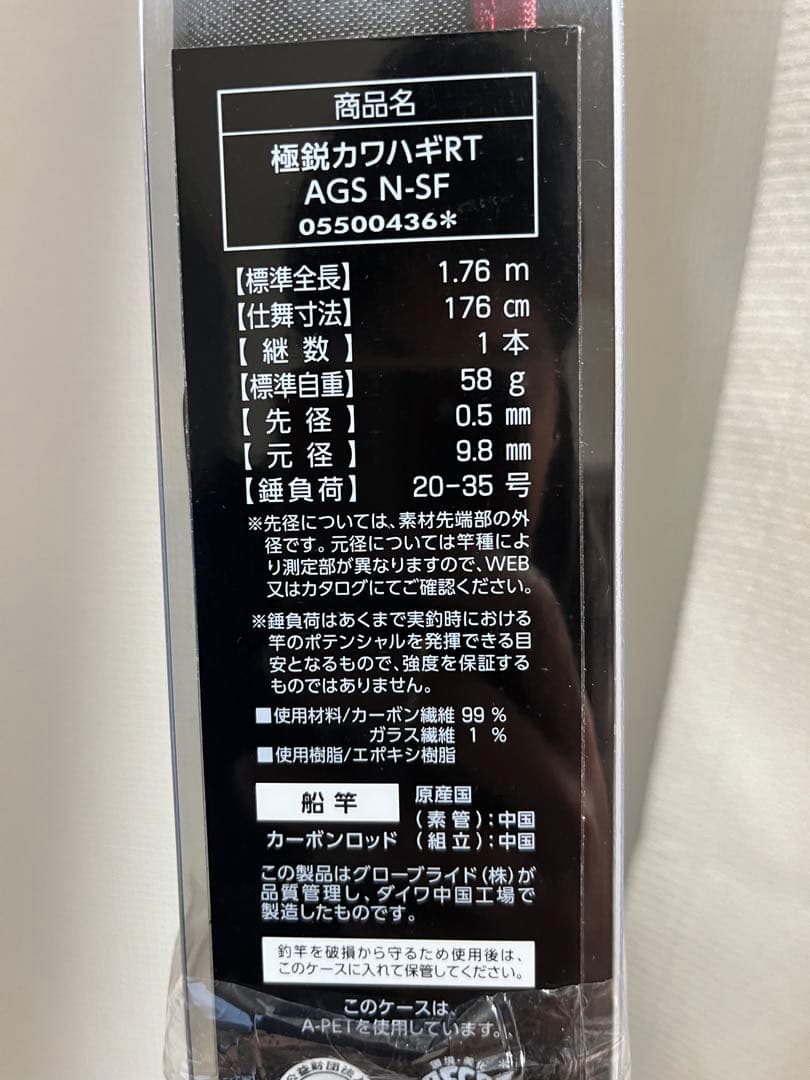 商品名
極鋭カワハギRT
AGS N-SF
05500436*
【標準全長】 1.76 m
【仕舞寸法】 176 ㎝
【 継 数 】 1 本
【標準自重】 58 g
【 先 径 】 0.5 ㎜
【 元 径 】 9.8 ㎜
【錘負荷】 20-35 号
※先径については、素材先端部の外
径です。元径については竿種によ
り測定部が異なりますので、WEB
又はカタログにてご確認ください。
※錘負荷はあくまで実釣時における
竿のポテンシャルを発揮できる目
安となるもので、強度を保証する
ものではありません。
■使用材料/カーボン繊維 99 %
ガラス繊維 1 %
■使用樹脂/エポキシ樹脂
船竿
カーボンロッド
原産国
(素管):中国
(組立):中国
この製品はグローブライド(株)が
品質管理し、ダイワ中国工場で
製造したものです。
釣竿を破損から守るため使用後は、
このケースに入れて保管してください。
このケースは、
A-PETを使用しています。
公益財団法人
環境・美化